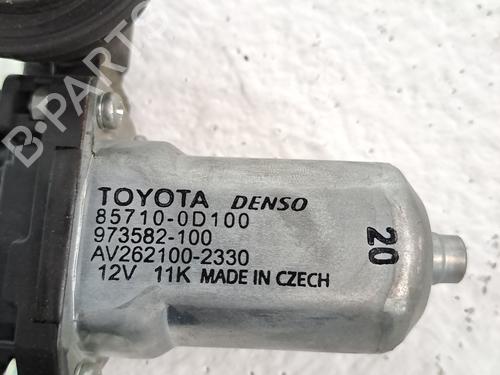 B-PARTS
TOYOTA DENSO
85710-0D100
973582-100
AV262100-2330
12V 11K MADE IN CZECH
20